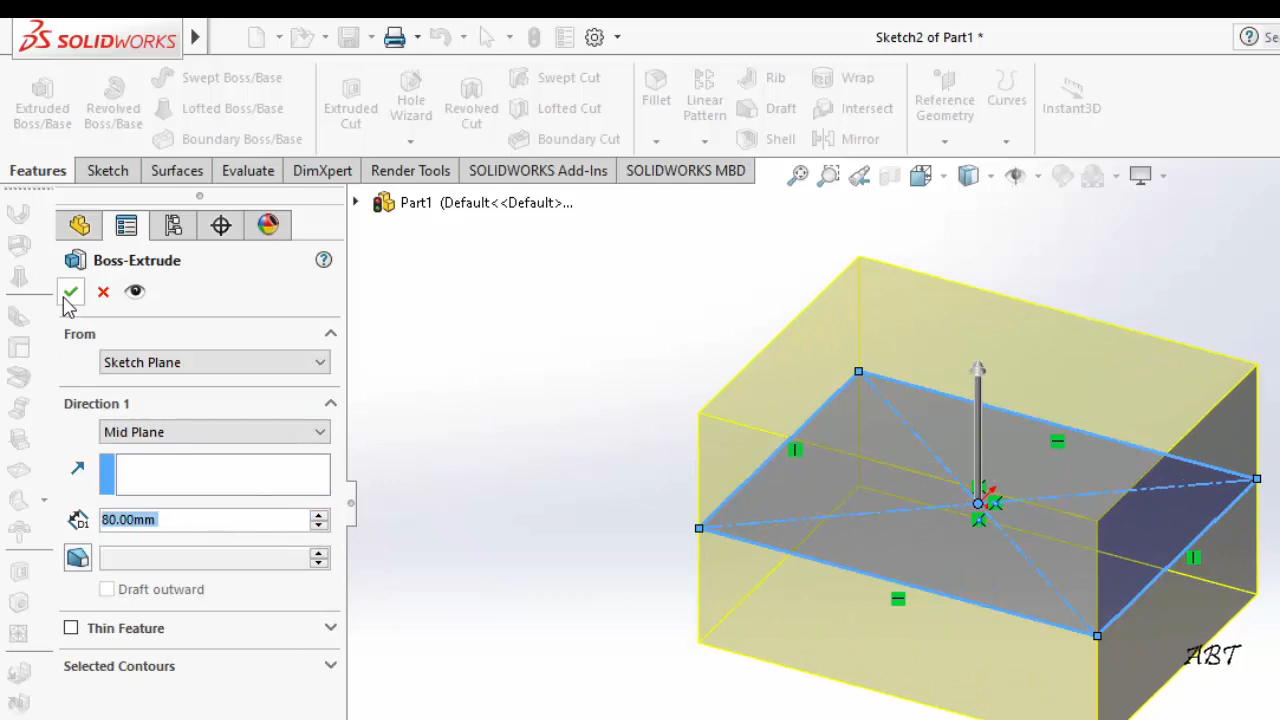 SOLIDWORKS
Sketch2 of Part1 *
Se
Extruded Boss/Base
Revolved Boss/Base
Swept Boss/Base
Lofted Boss/Base
Boundary Boss/Base
Extruded Cut
Hole Wizard
Revolved Cut
Swept Cut
Lofted Cut
Boundary Cut
Fillet
Linear Pattern
Rib
Draft
Shell
Wrap
Intersect
Mirror
Reference Geometry
Curves
Instant3D
Features Sketch Surfaces Evaluate DimXpert Render Tools SOLIDWORKS Add-Ins SOLIDWORKS MBD
Part1 (Default<<Default>...
Boss-Extrude
From
Sketch Plane
Direction 1
Mid Plane
D1
80.00mm
Draft outward
Thin Feature
Selected Contours
ABT